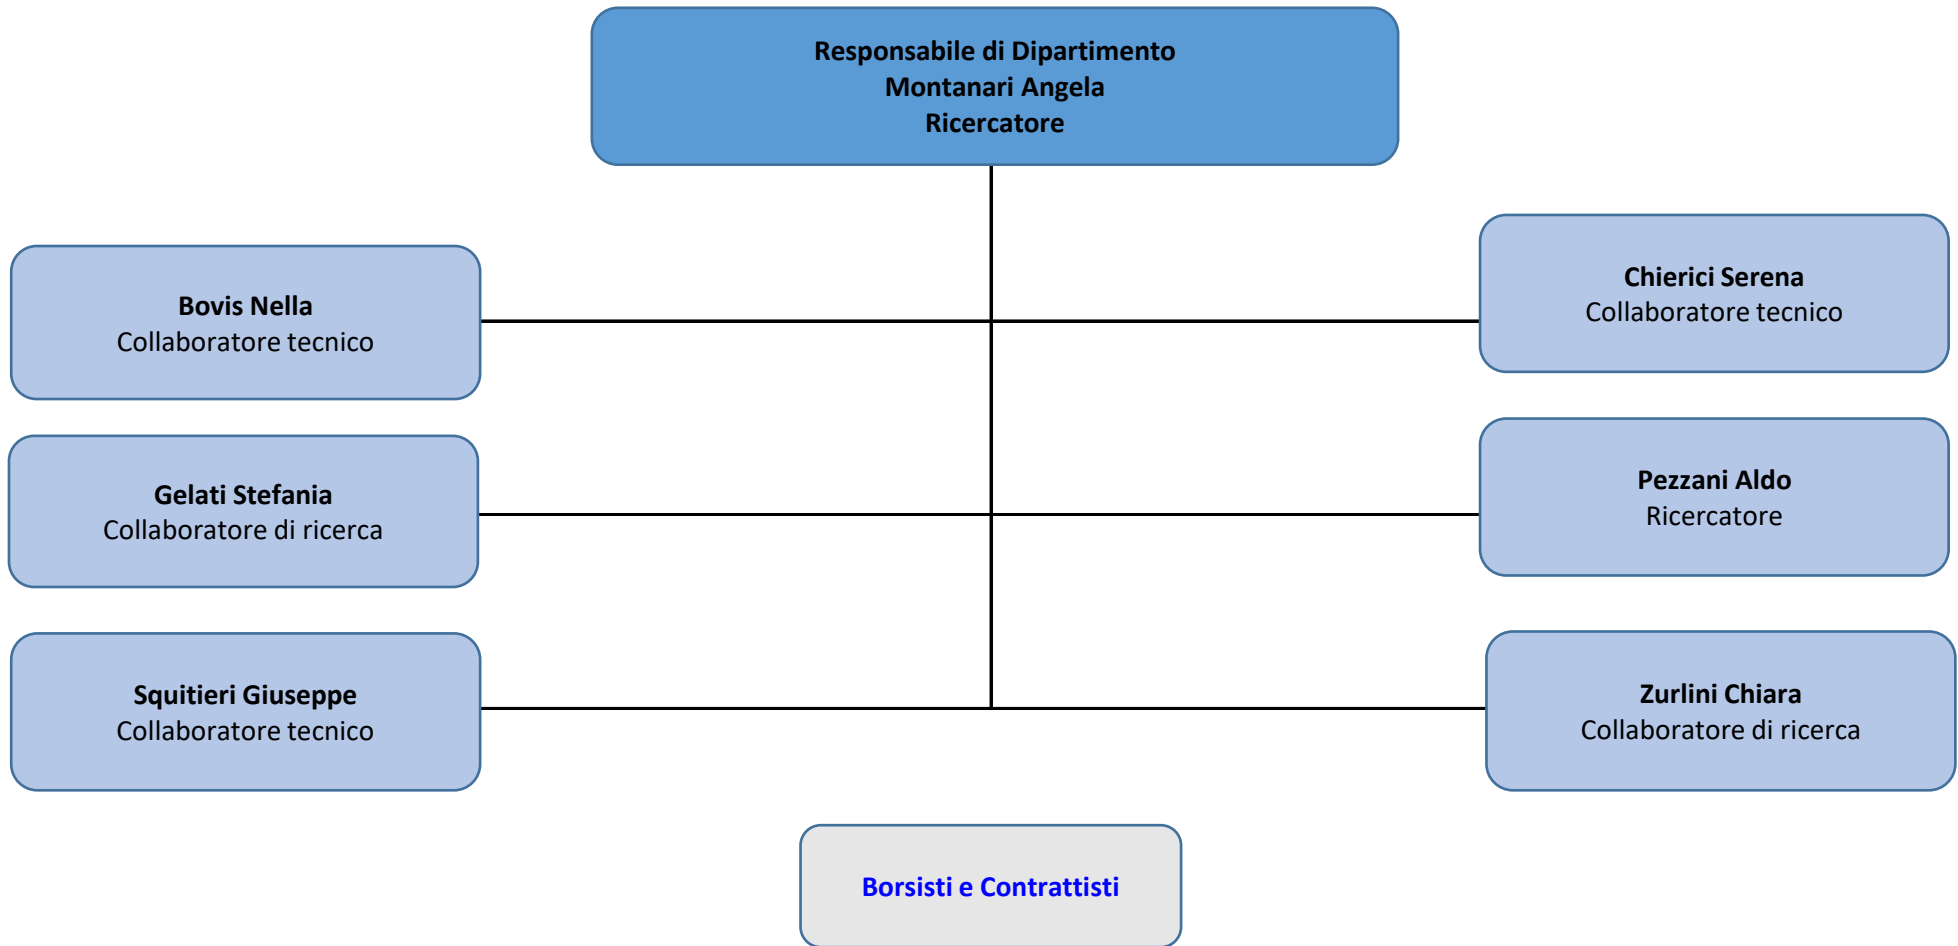 Responsabile di Dipartimento
Montanari Angela
Ricercatore
Bovis Nella
Collaboratore tecnico
Chierici Serena
Collaboratore tecnico
Gelati Stefania
Collaboratore di ricerca
Pezzani Aldo
Ricercatore
Squitieri Giuseppe
Collaboratore tecnico
Zurlini Chiara
Collaboratore di ricerca
Borsisti e Contrattisti